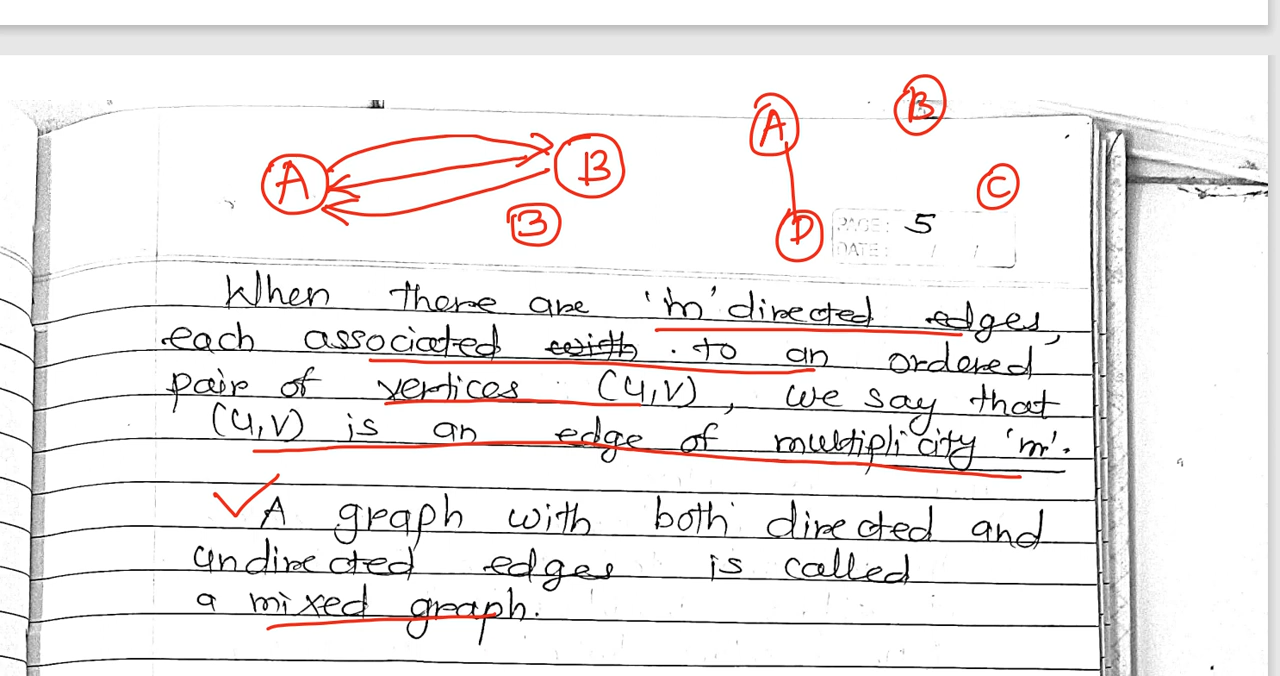 B
A
A
B
C
B
D
PAGE: 5
DATE: / /
When there are 'm' directed edges,
each associated with . to an ordered
pair of vertices (u,v), we say that
(u,v) is an edge of multiplicity 'm'.
A graph with both directed and
undirected edges is called
a mixed graph.